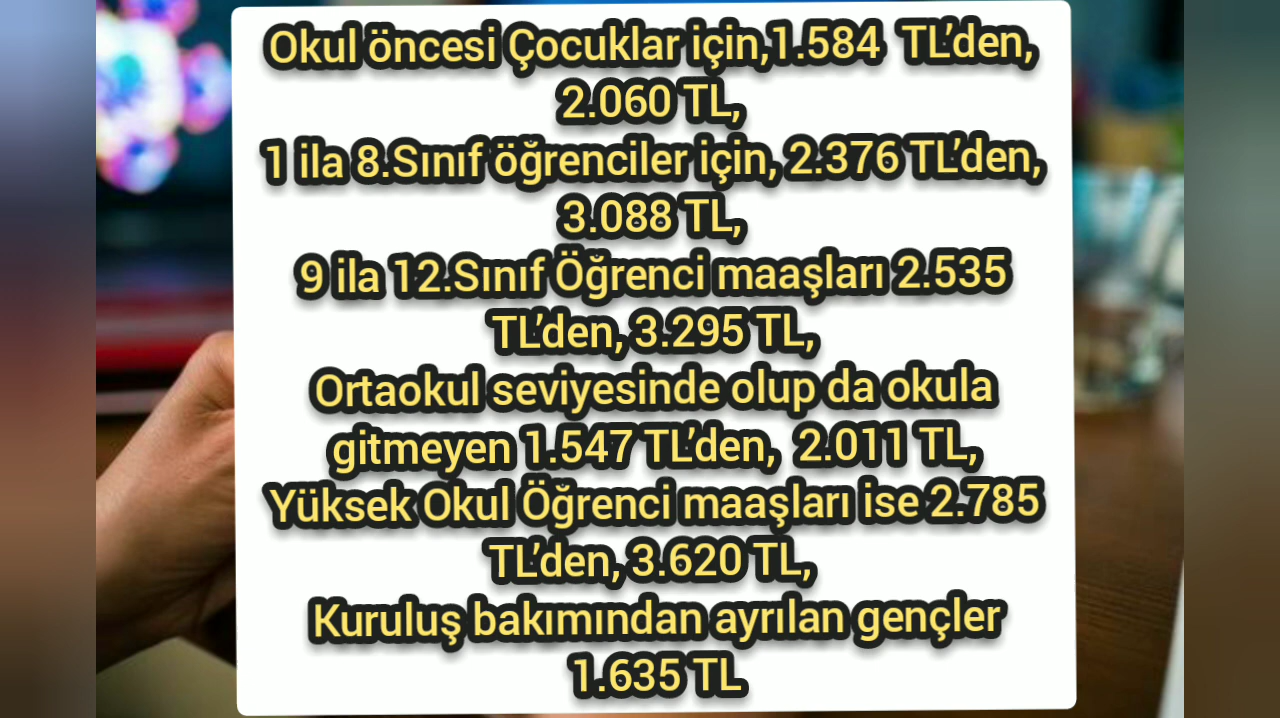 Okul öncesi Çocuklar için,1.584 TL’den,
2.060 TL,
1 ila 8.Sınıf öğrenciler için, 2.376 TL’den,
3.088 TL,
9 ila 12.Sınıf Öğrenci maaşları 2.535
TL’den, 3.295 TL,
Ortaokul seviyesinde olup da okula
gitmeyen 1.547 TL’den, 2.011 TL,
Yüksek Okul Öğrenci maaşları ise 2.785
TL’den, 3.620 TL,
Kuruluş bakımından ayrılan gençler
1.635 TL